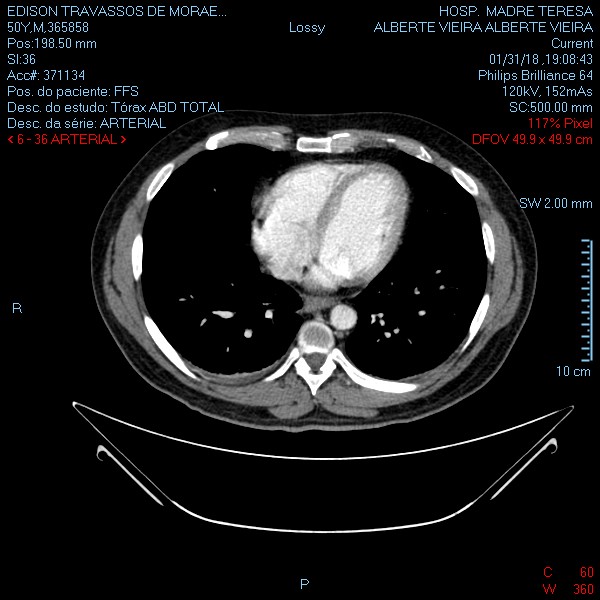 EDISON TRAVASSOS DE MORAE...
50Y,M,365858
Pos:198.50 mm
SI:36
Acc#: 371134
Pos. do paciente: FFS
Desc. do estudo: Tórax ABD TOTAL
Desc. da série: ARTERIAL
< 6 - 36 ARTERIAL >
Lossy
HOSP. MADRE TERESA
ALBERTE VIEIRA ALBERTE VIEIRA
Current
01/31/18 ,19:08:43
Philips Brilliance 64
120kV, 152mAs
SC:500.00 mm
117% Pixel
DFOV 49.9 x 49.9 cm
SW 2.00 mm
R
10 cm
P
C 60
W 360